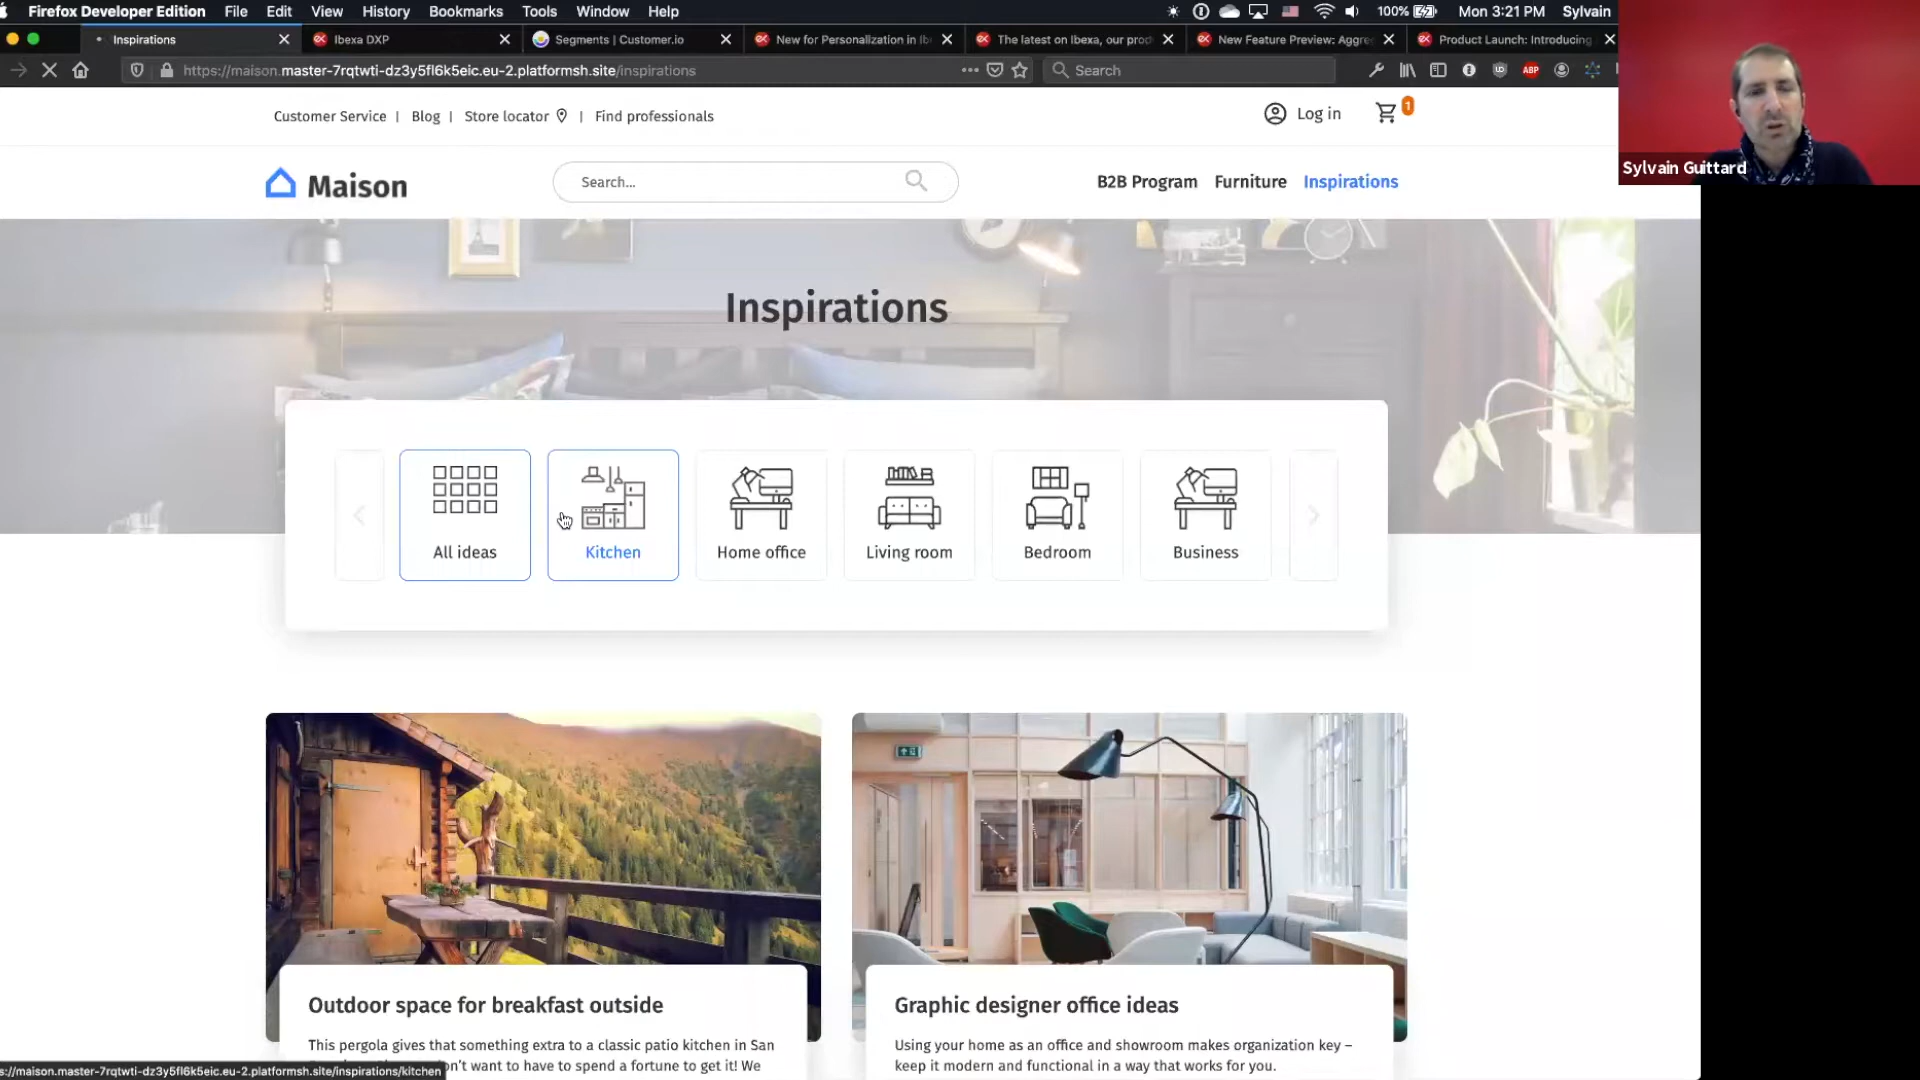 Firefox Developer Edition File Edit View History Bookmarks Tools Window Help 100% Mon 3:21 PM Sylvain
Inspirations Ibexa DXP Segments | Customer.io New for Personalization in Ib The latest on Ibexa, our prod New Feature Preview: Aggre Product Launch: Introducing
https://maison.master-7rqtwti-dz3y5fl6k5eic.eu-2.platformsh.site/inspirations Search ABP
Customer Service | Blog | Store locator | Find professionals Log in 1
Sylvain Guittard
Maison Search... B2B Program Furniture Inspirations
Inspirations
All ideas Kitchen Home office Living room Bedroom Business
Outdoor space for breakfast outside
This pergola gives that something extra to a classic patio kitchen in San
n't want to have to spend a fortune to get it! We
Graphic designer office ideas
Using your home as an office and showroom makes organization key –
keep it modern and functional in a way that works for you.
s://maison.master-7rqtwti-dz3y5fl6k5eic.eu-2.platformsh.site/inspirations/kitchen